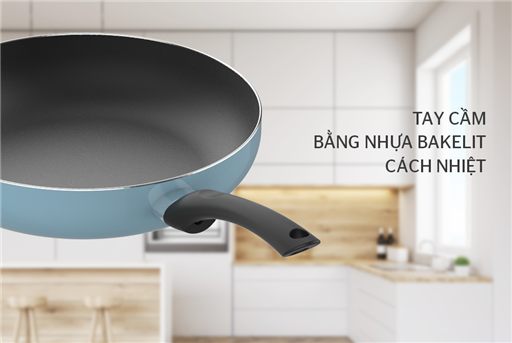 TAY CẦM
BẰNG NHỰA BAKELIT
CÁCH NHIỆT